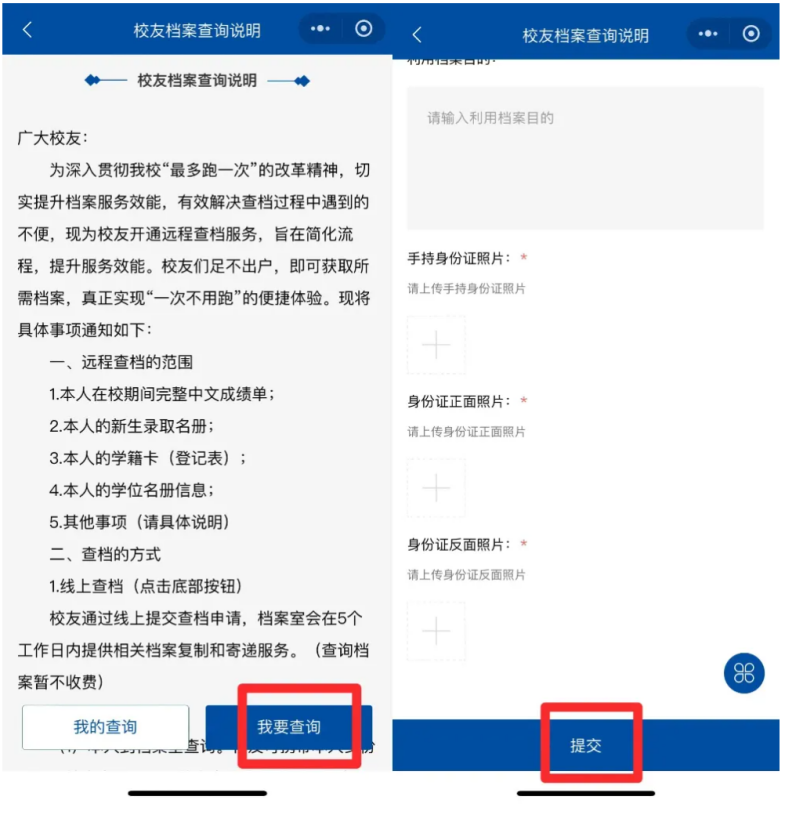 校友档案查询说明
校友档案查询说明
广大校友：
为深入贯彻我校“最多跑一次”的改革精神，切
实提升档案服务效能，有效解决查档过程中遇到的
不便，现为校友开通远程查档服务，旨在简化流
程，提升服务效能。校友们足不出户，即可获取所
需档案，真正实现“一次不用跑”的便捷体验。现将
具体事项通知如下：
一、远程查档的范围
1.本人在校期间完整中文成绩单；
2.本人的新生录取名册；
3.本人的学籍卡（登记表）；
4.本人的学位名册信息；
5.其他事项（请具体说明）
二、查档的方式
1.线上查档（点击底部按钮）
校友通过线上提交查档申请，档案室会在5个
工作日内提供相关档案复制和寄递服务。（查询档
案暂不收费）
我的查询
我要查询
校友档案查询说明
利用档案目的：
请输入利用档案目的
手持身份证照片：*
请上传手持身份证照片
身份证正面照片：*
请上传身份证正面照片
身份证反面照片：*
请上传身份证反面照片
提交